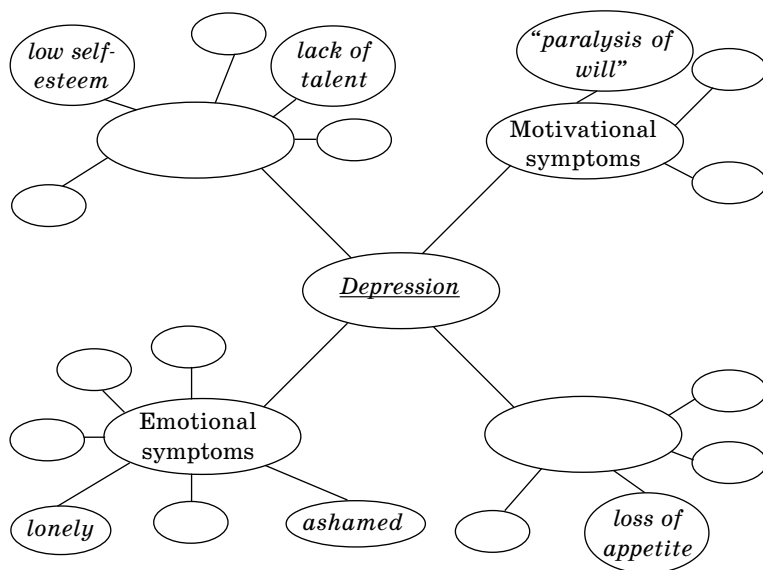 low self-
esteem
lack of
talent
“paralysis of
will”
Motivational
symptoms
Depression
Emotional
symptoms
lonely
ashamed
loss of
appetite